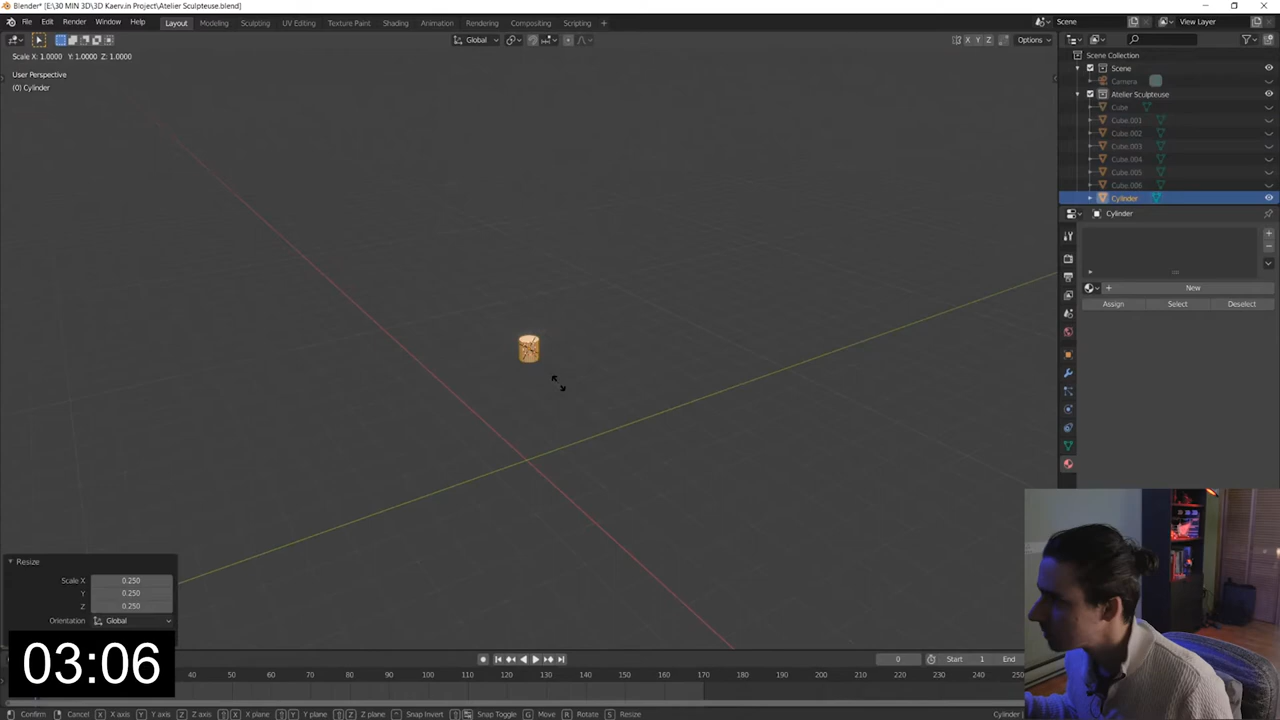 Blender* [E:\30 MIN 3D\3D Kaerv.in Project\Atelier Sculpteuse.blend]
File Edit Render Window Help Layout Modeling Sculpting UV Editing Texture Paint Shading Animation Rendering Compositing Scripting + Scene View Layer
Global X Y Z Options
Scale X: 1.0000 Y: 1.0000 Z: 1.0000
User Perspective
(0) Cylinder
Scene Collection
Scene
Camera
Atelier Sculpteuse
Cube
Cube.001
Cube.002
Cube.003
Cube.004
Cube.005
Cube.006
Cylinder
Cylinder
New
Assign Select Deselect
Resize
Scale X 0.250
Y 0.250
Z 0.250
Orientation Global
03:06
0 Start 1 End
30 40 50 60 70 80 90 100 110 120 130 140 150 160 170 180 190 200 210 220 230 240 250
Confirm Cancel X X axis Y Y axis Z Z axis X X plane Y Y plane Z Z plane Snap Invert Snap Toggle G Move R Rotate S Resize Cylinder